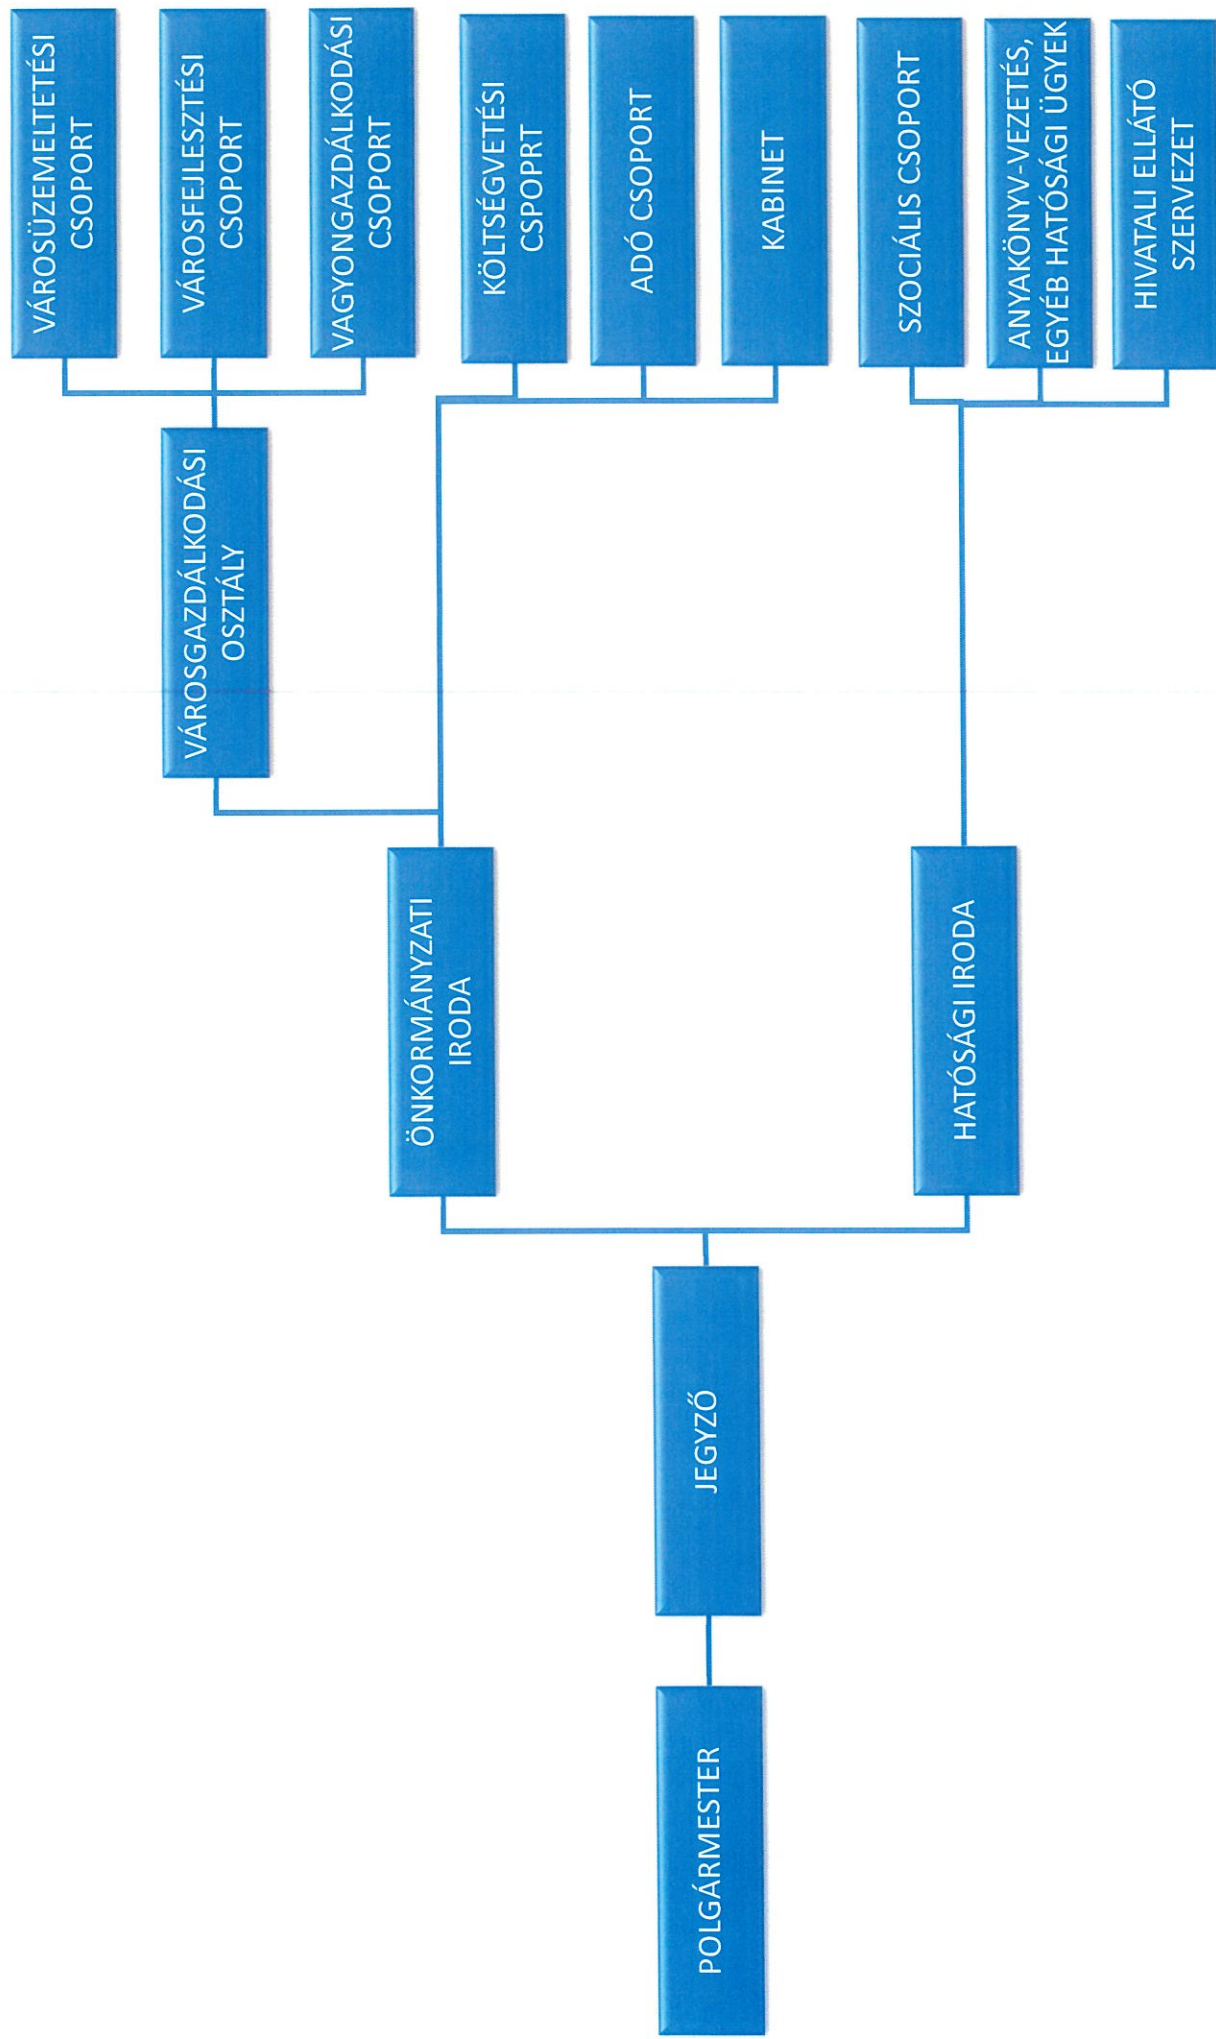 POLGÁRMESTER
JEGYZŐ
ÖNKORMÁNYZATI
IRODA
HATÓSÁGI IRODA
VÁROSGAZDÁLKODÁSI
OSZTÁLY
VÁROSÜZEMELTETÉSI
CSOPORT
VÁROSFEJLESZTÉSI
CSOPORT
VAGYONGAZDÁLKODÁSI
CSOPORT
KÖLTSÉGVETÉSI
CSPOPRT
ADÓ CSOPORT
KABINET
SZOCIÁLIS CSOPORT
ANYAKÖNYV-VEZETÉS,
EGYÉB HATÓSÁGI ÜGYEK
HIVATALI ELLÁTÓ
SZERVEZET